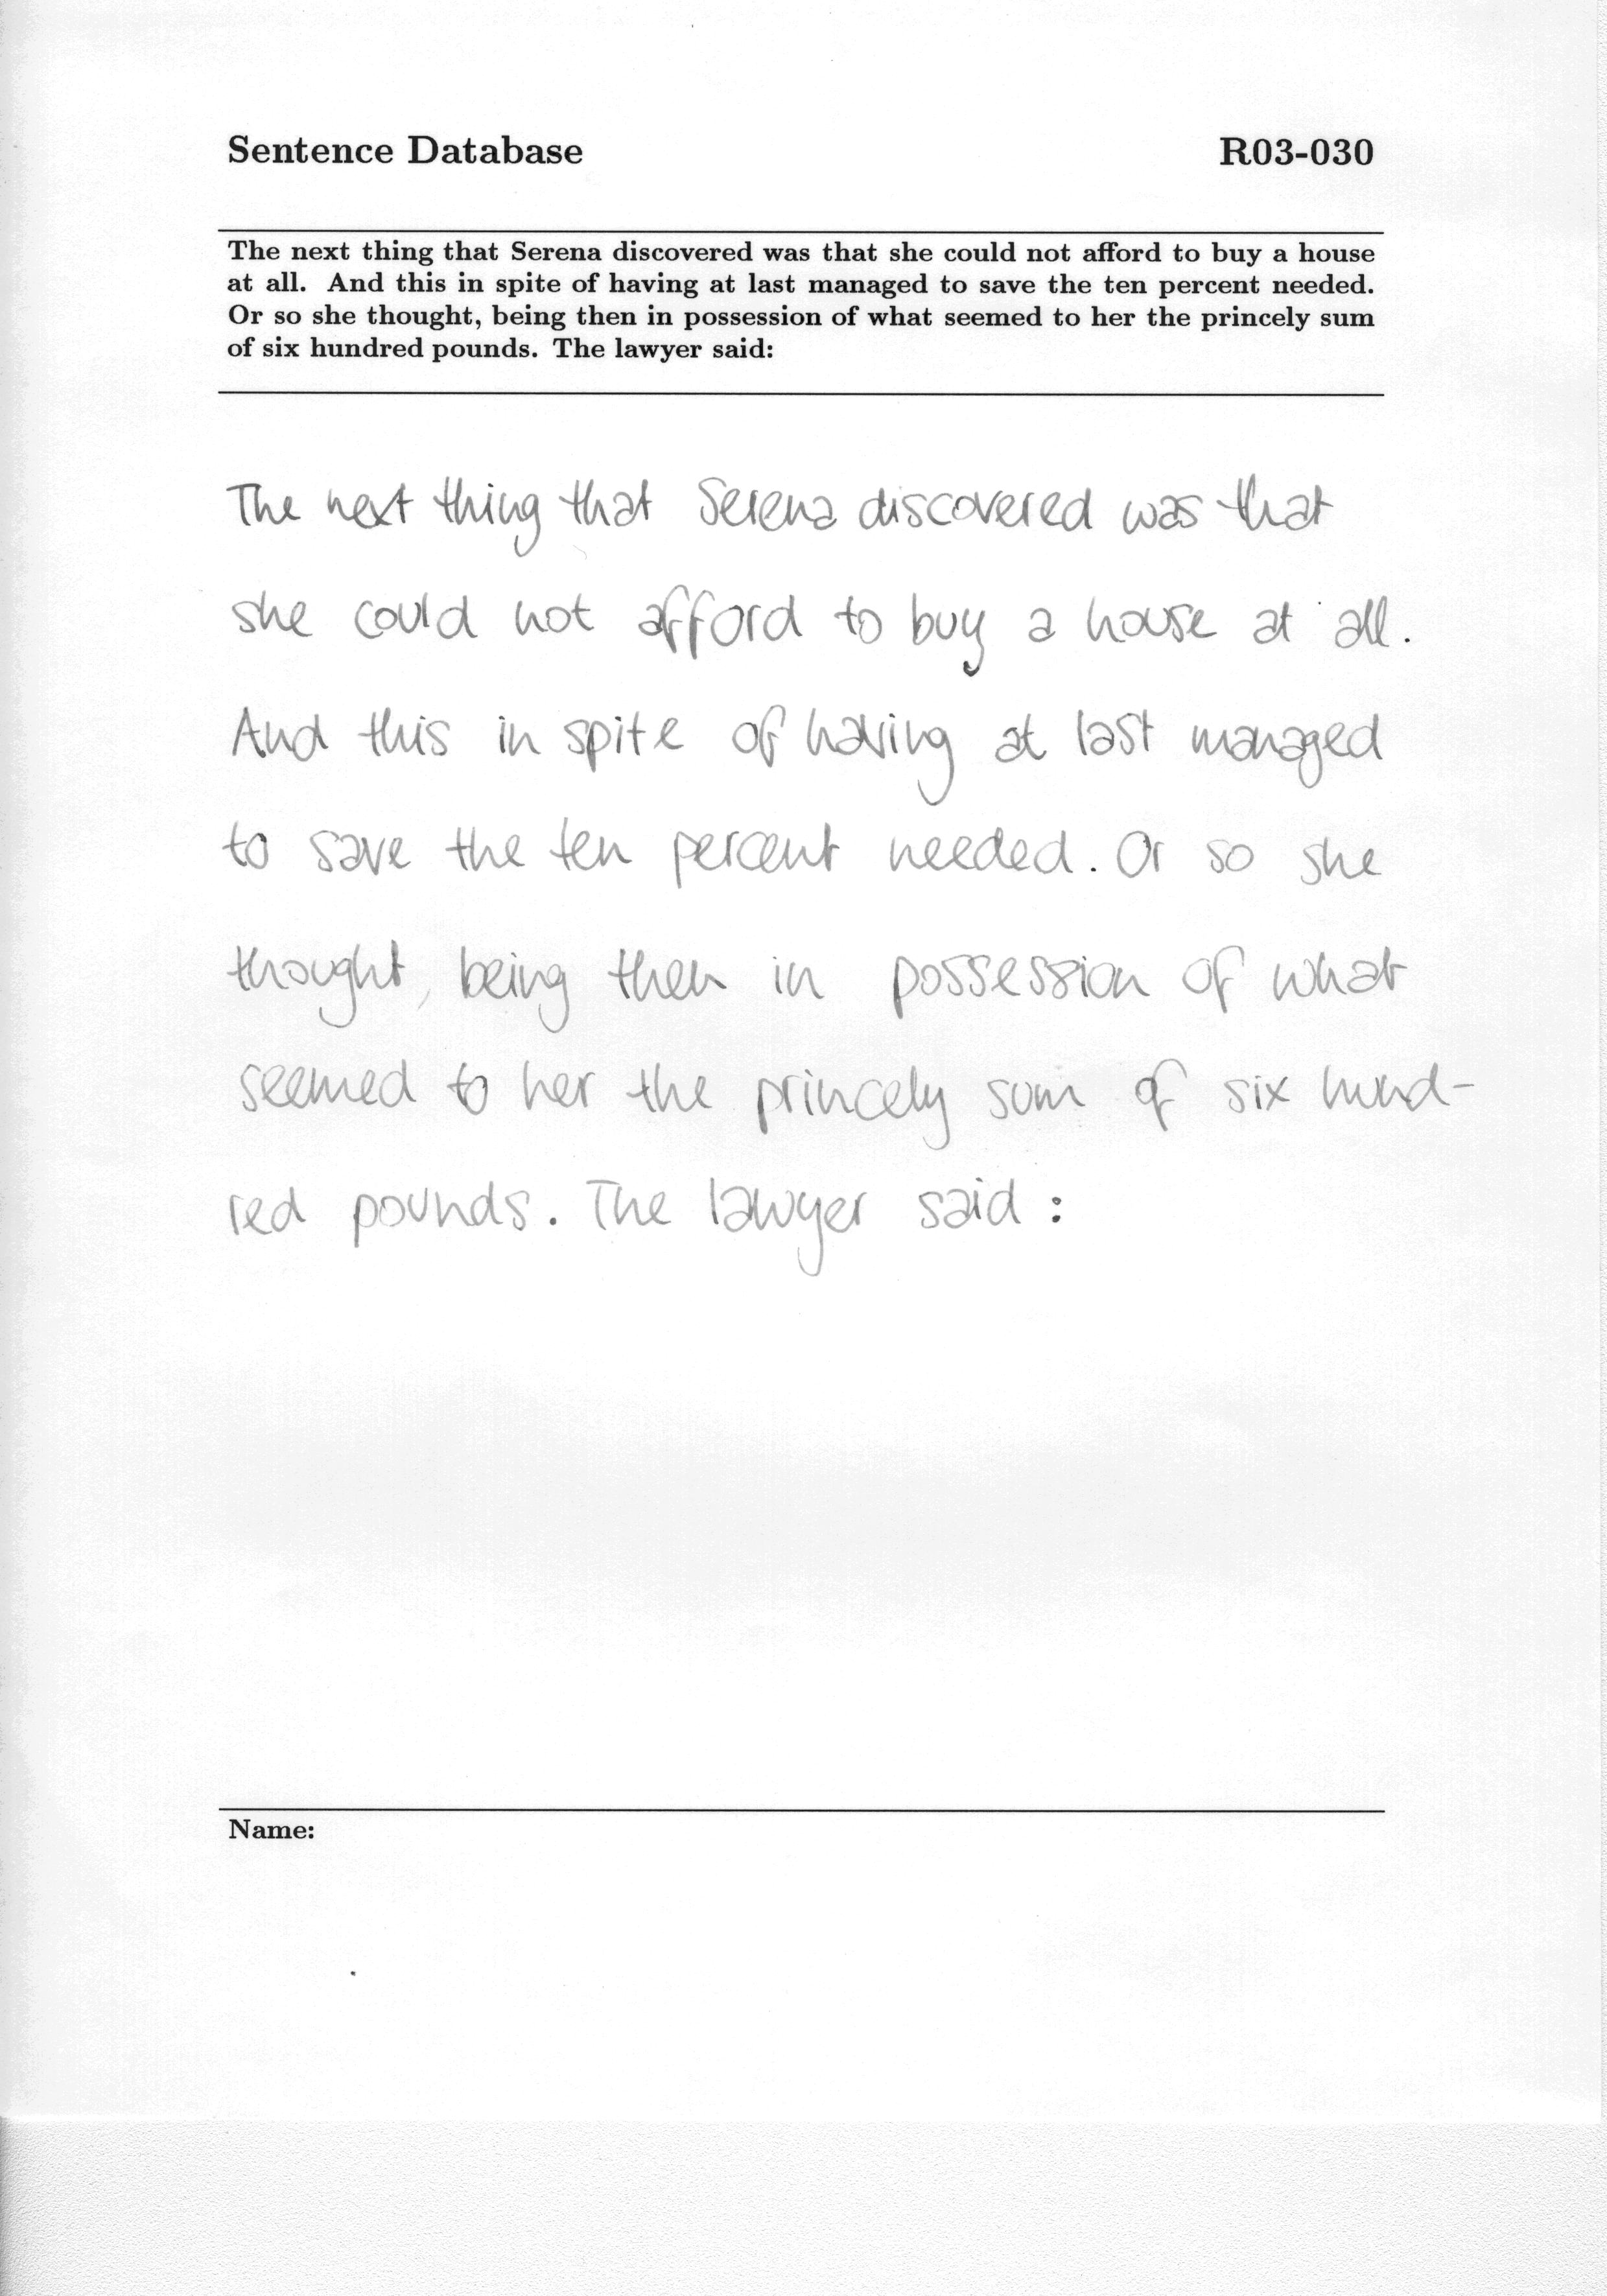 Sentence Database R03-030
The next thing that Serena discovered was that she could not afford to buy a house
at all. And this in spite of having at last managed to save the ten percent needed.
Or so she thought, being then in possession of what seemed to her the princely sum
of six hundred pounds. The lawyer said:
The next thing that Serena discovered was that
she could not afford to buy a house at all.
And this in spite of having at last managed
to save the ten percent needed. Or so she
thought, being then in possession of what
seemed to her the princely sum of six hund-
red pounds. The lawyer said:
Name: